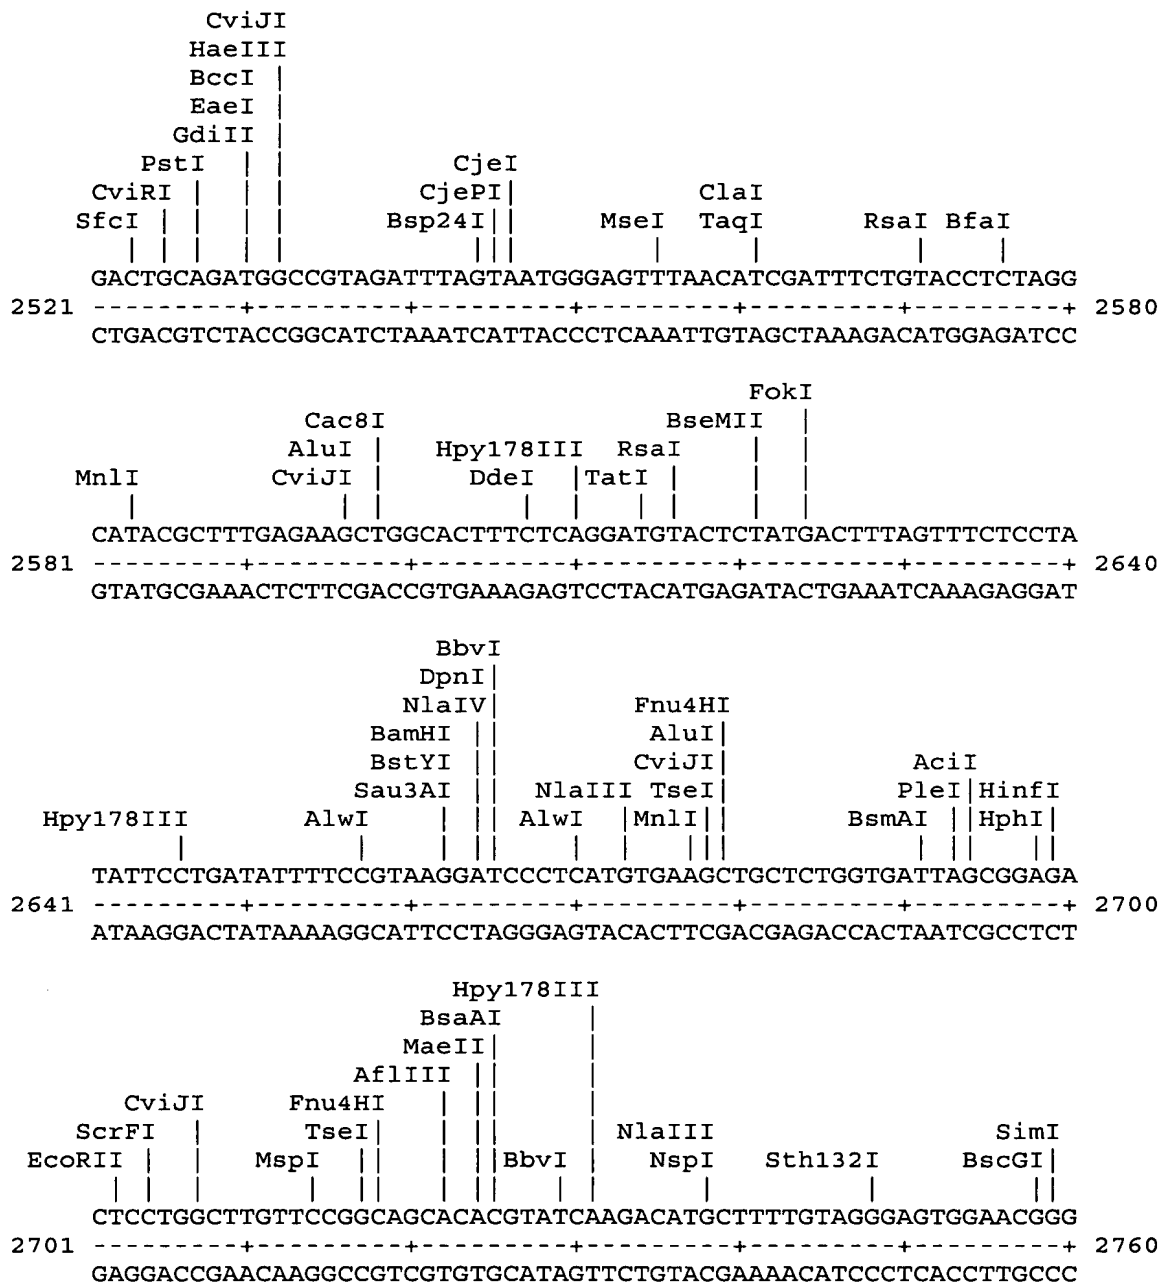 CviJI
HaeIII
BccI
EaeI
GdiII
PstI CjeI
CviRI CjePI ClaI
SfcI Bsp24I MseI TaqI RsaI BfaI
GACTGCAGATGGCCGTAGATTTAGTAATGGGAGTTTAACATCGATTTCTGTACCTCTAGG
2521 ---------+---------+---------+---------+---------+---------+ 2580
CTGACGTCTACCGGCATCTAAATCATTACCCTCAAATTGTAGCTAAAGACATGGAGATCC
FokI
Cac8I BseMII
AluI Hpy178III RsaI
MnlI CviJI DdeI TatI
CATACGCTTTGAGAAGCTGGCACTTTCTCAGGATGTACTCTATGACTTTAGTTTCTCCTA
2581 ---------+---------+---------+---------+---------+---------+ 2640
GTATGCGAAACTCTTCGACCGTGAAAGAGTCCTACATGAGATACTGAAATCAAAGAGGAT
BbvI
DpnI
NlaIV Fnu4HI
BamHI AluI
BstYI CviJI AciI
Sau3AI NlaIII TseI PleI HinfI
Hpy178III AlwI AlwI MnlI BsmAI HphI
TATTCCTGATATTTTCCGTAAGGATCCCTCATGTGAAGCTGCTCTGGTGATTAGCGGAGA
2641 ---------+---------+---------+---------+---------+---------+ 2700
ATAAGGACTATAAAAGGCATTCCTAGGGAGTACACTTCGACGAGACCACTAATCGCCTCT
Hpy178III
BsaAI
MaeII
AflIII
CviJI Fnu4HI
ScrFI TseI NlaIII SimI
EcoRII MspI BbvI NspI Sth132I BscGI
CTCCTGGCTTGTTCCGGCAGCACACGTATCAAGACATGCTTTTGTAGGGAGTGGAACGGG
2701 ---------+---------+---------+---------+---------+---------+ 2760
GAGGACCGAACAAGGCCGTCGTGTGCATAGTTCTGTACGAAAACATCCCTCACCTTGCCC